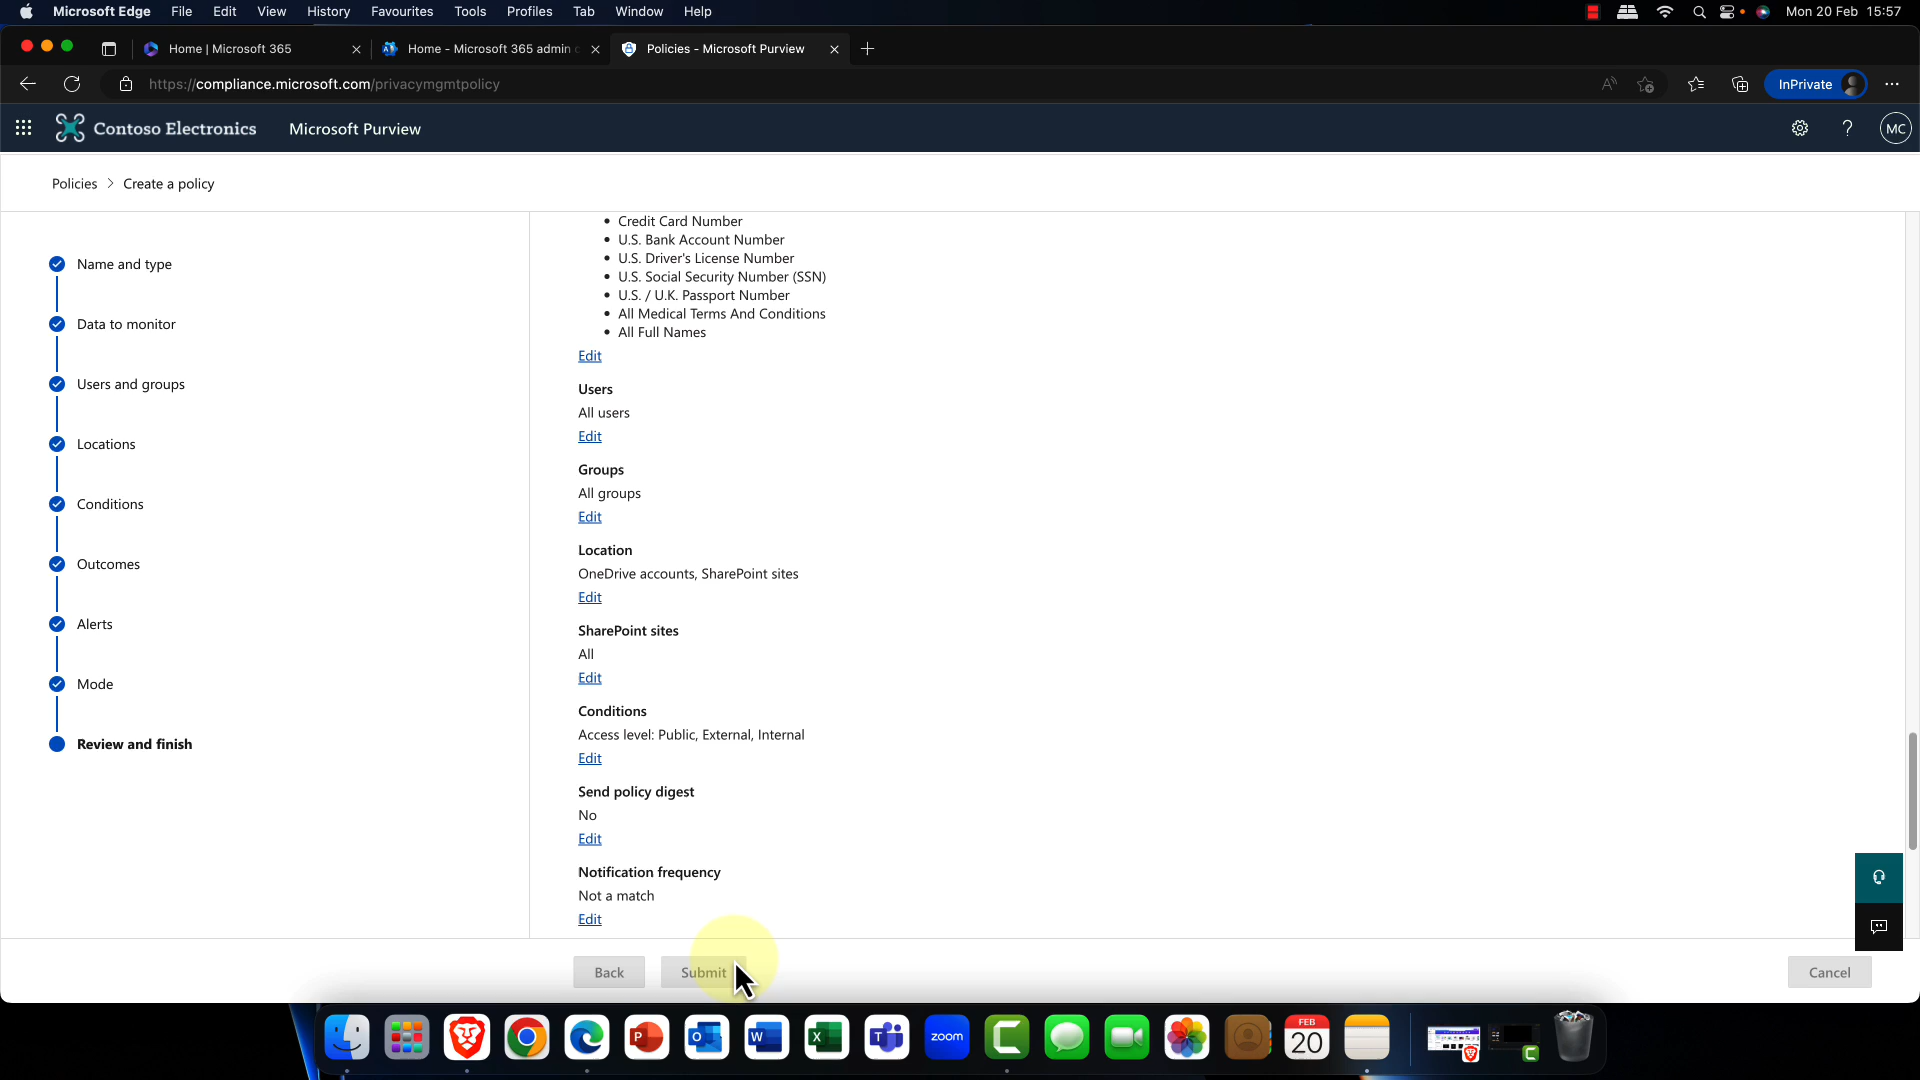 Microsoft Edge File Edit View History Favourites Tools Profiles Tab Window Help Mon 20 Feb 15:57
Home | Microsoft 365
Home - Microsoft 365 admin c
Policies - Microsoft Purview
https://compliance.microsoft.com/privacymgmtpolicy
InPrivate
Contoso Electronics Microsoft Purview
? MC
Policies > Create a policy
Name and type
Data to monitor
Users and groups
Locations
Conditions
Outcomes
Alerts
Mode
Review and finish
• Credit Card Number
• U.S. Bank Account Number
• U.S. Driver's License Number
• U.S. Social Security Number (SSN)
• U.S. / U.K. Passport Number
• All Medical Terms And Conditions
• All Full Names
Edit
Users
All users
Edit
Groups
All groups
Edit
Location
OneDrive accounts, SharePoint sites
Edit
SharePoint sites
All
Edit
Conditions
Access level: Public, External, Internal
Edit
Send policy digest
No
Edit
Notification frequency
Not a match
Edit
Back
Submit
Cancel
zoom
FEB
20